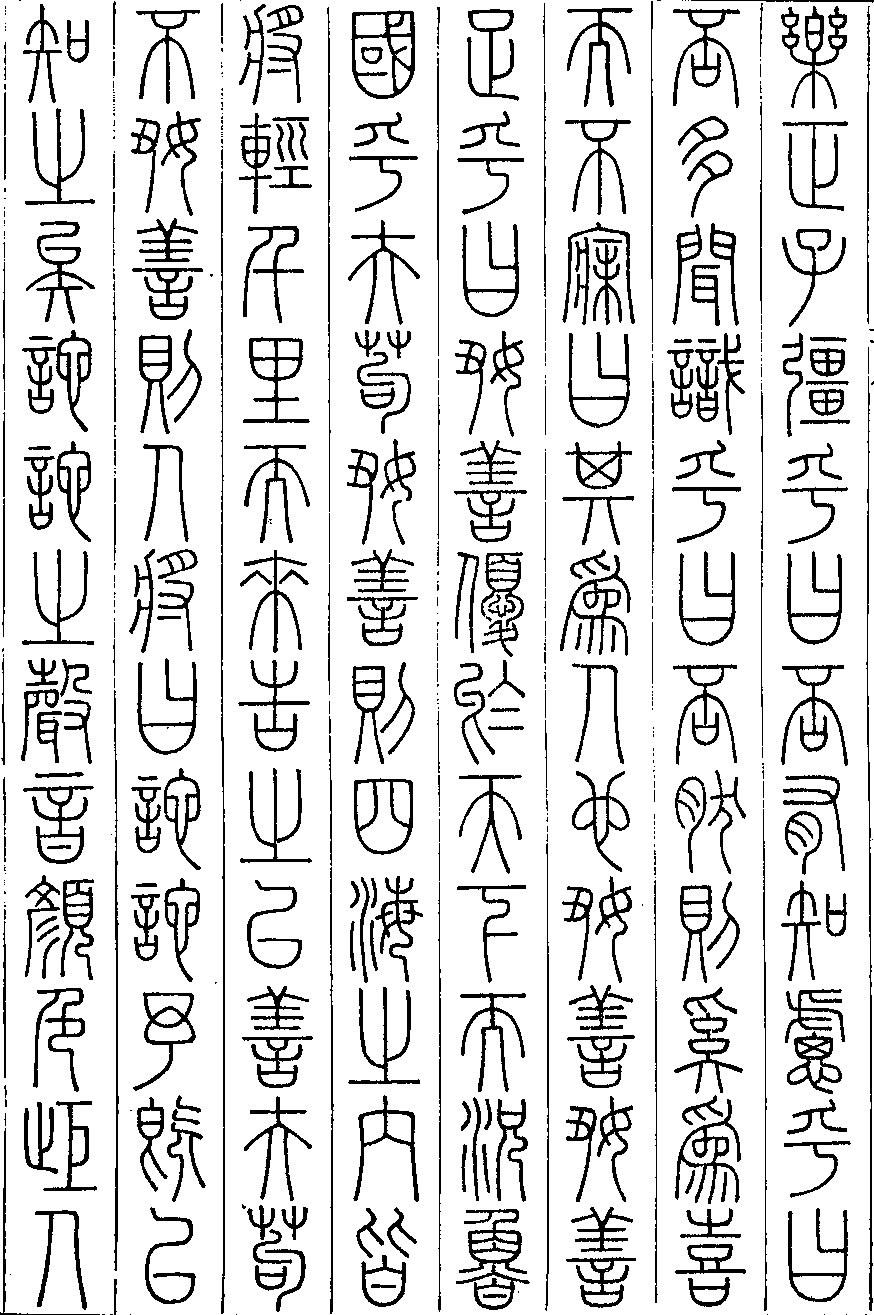 樂正子彊乎曰否有知慮乎曰
否多聞識乎曰否然則奚爲喜
而不寐曰其爲人也好善好善
足乎曰好善優於天下而況魯
國乎夫苟好善則四海之內皆
將輕千里而來告之以善夫苟
不好善則人將曰訑訑予既已
知之矣訑訑之聲音顏色距人